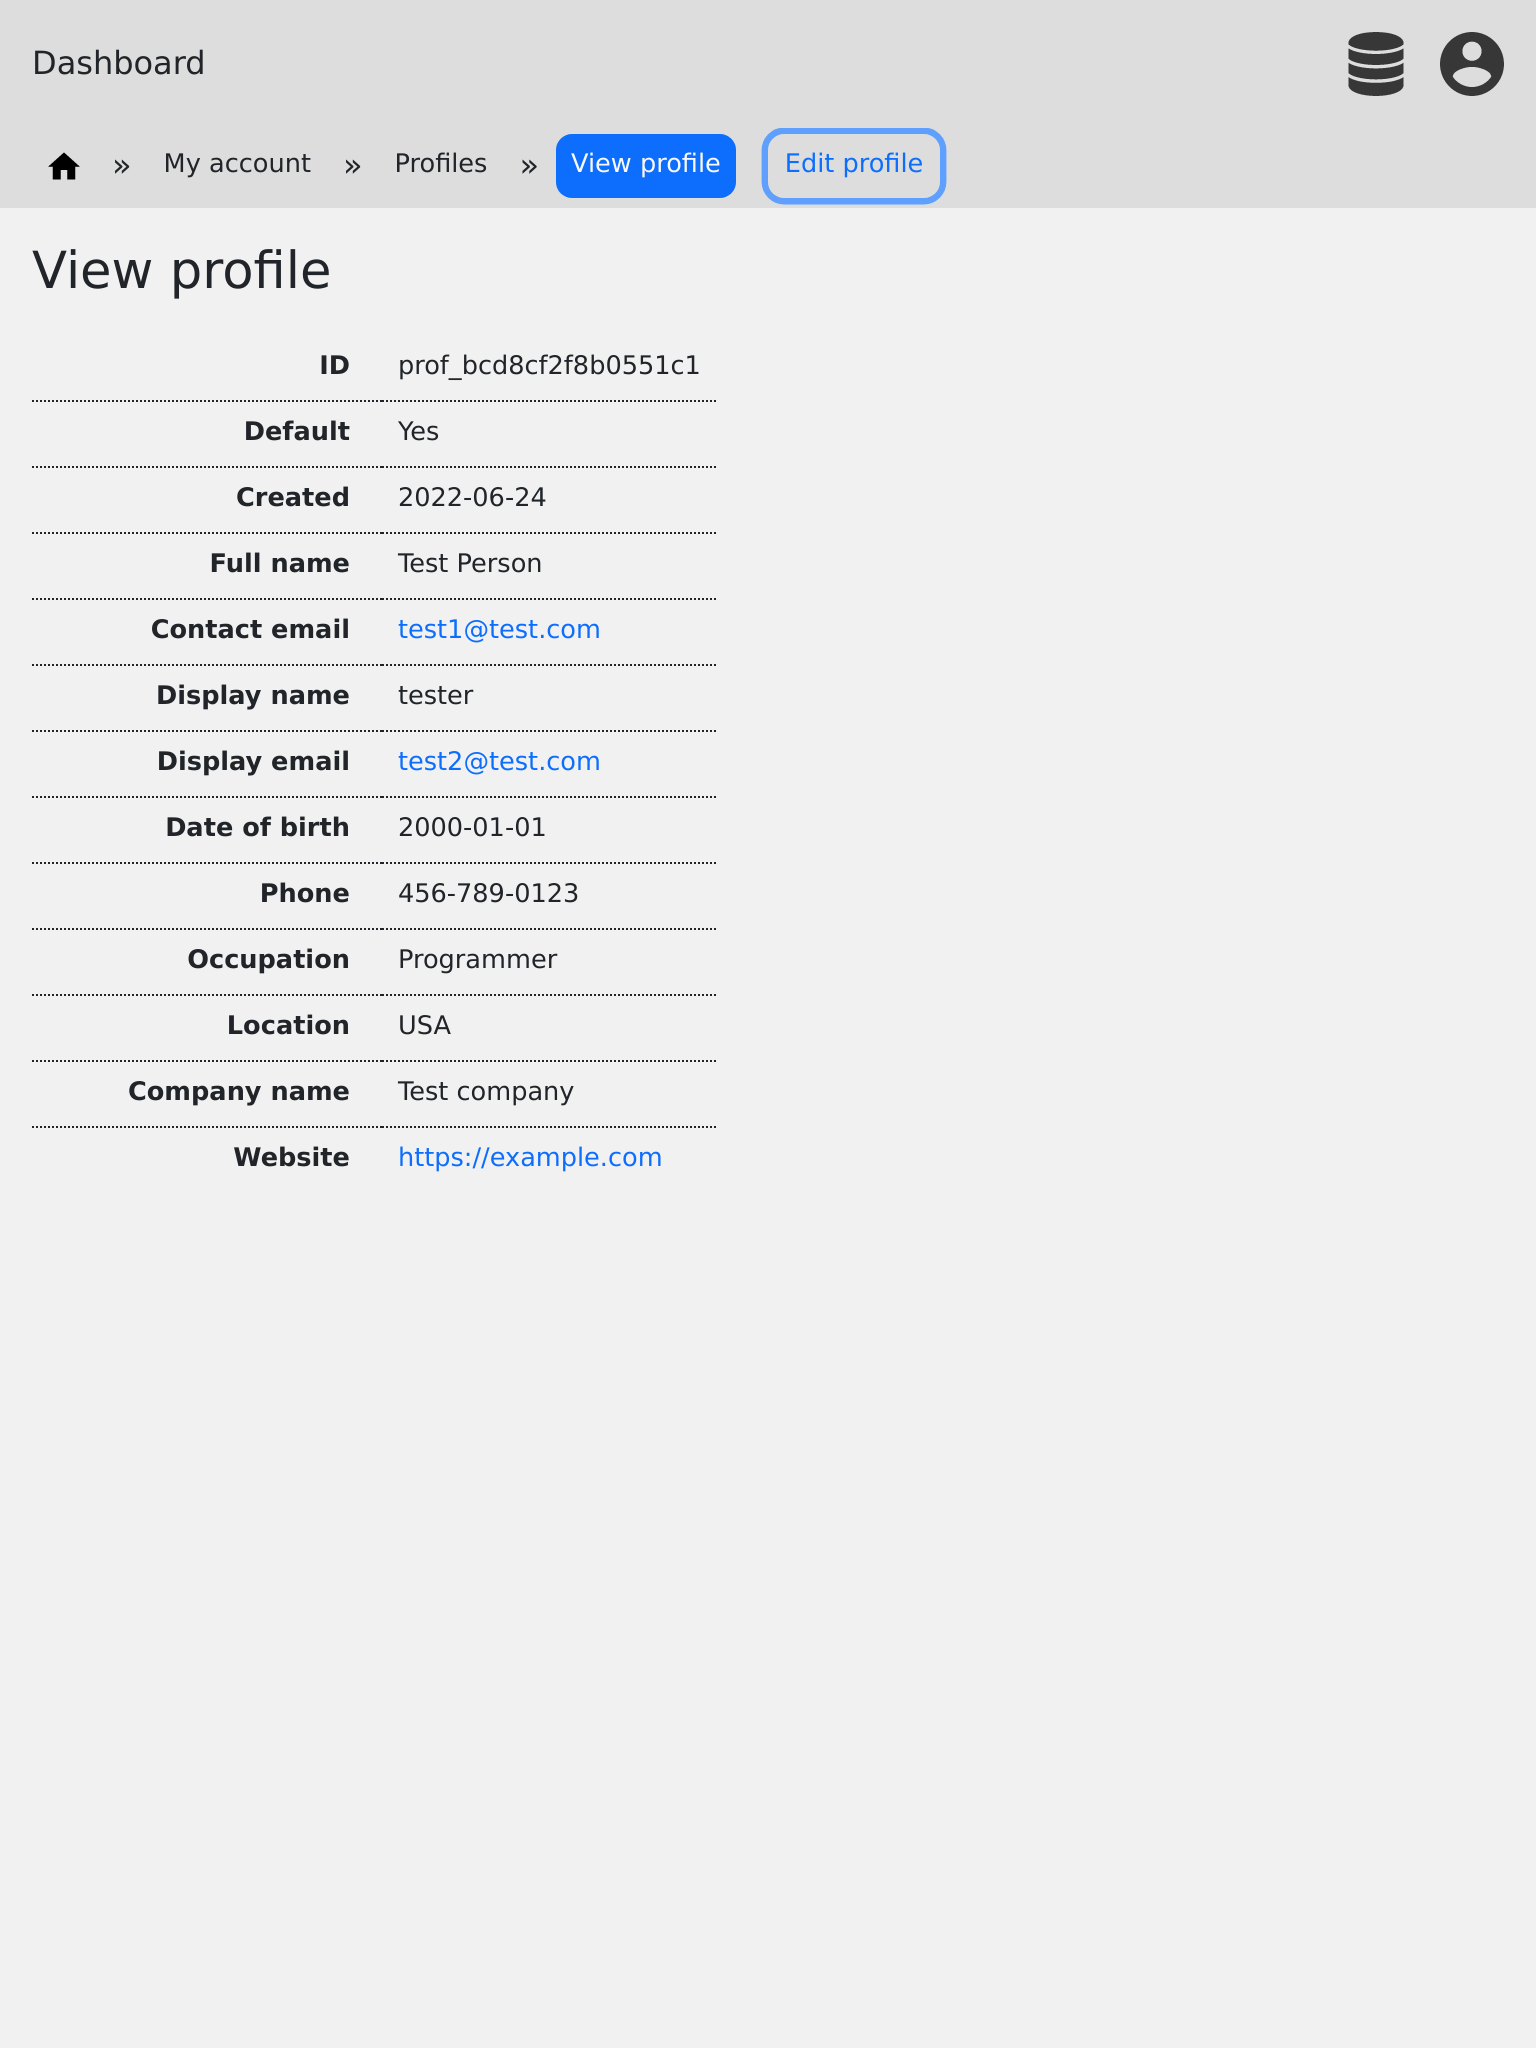 Dashboard
» My account » Profiles » View profile Edit profile
View profile
ID prof_bcd8cf2f8b0551c1
Default Yes
Created 2022-06-24
Full name Test Person
Contact email test1@test.com
Display name tester
Display email test2@test.com
Date of birth 2000-01-01
Phone 456-789-0123
Occupation Programmer
Location USA
Company name Test company
Website https://example.com